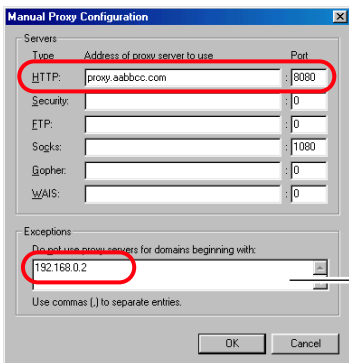 Manual Proxy Configuration
Servers
Type Address of proxy server to use Port
HTTP: proxy.aabbcc.com : 8080
Security: : 0
FTP: : 0
Socks: : 1080
Gopher: : 0
WAIS: : 0
Exceptions
Do not use proxy servers for domains beginning with:
192.168.0.2
Use commas (,) to separate entries.
OK Cancel